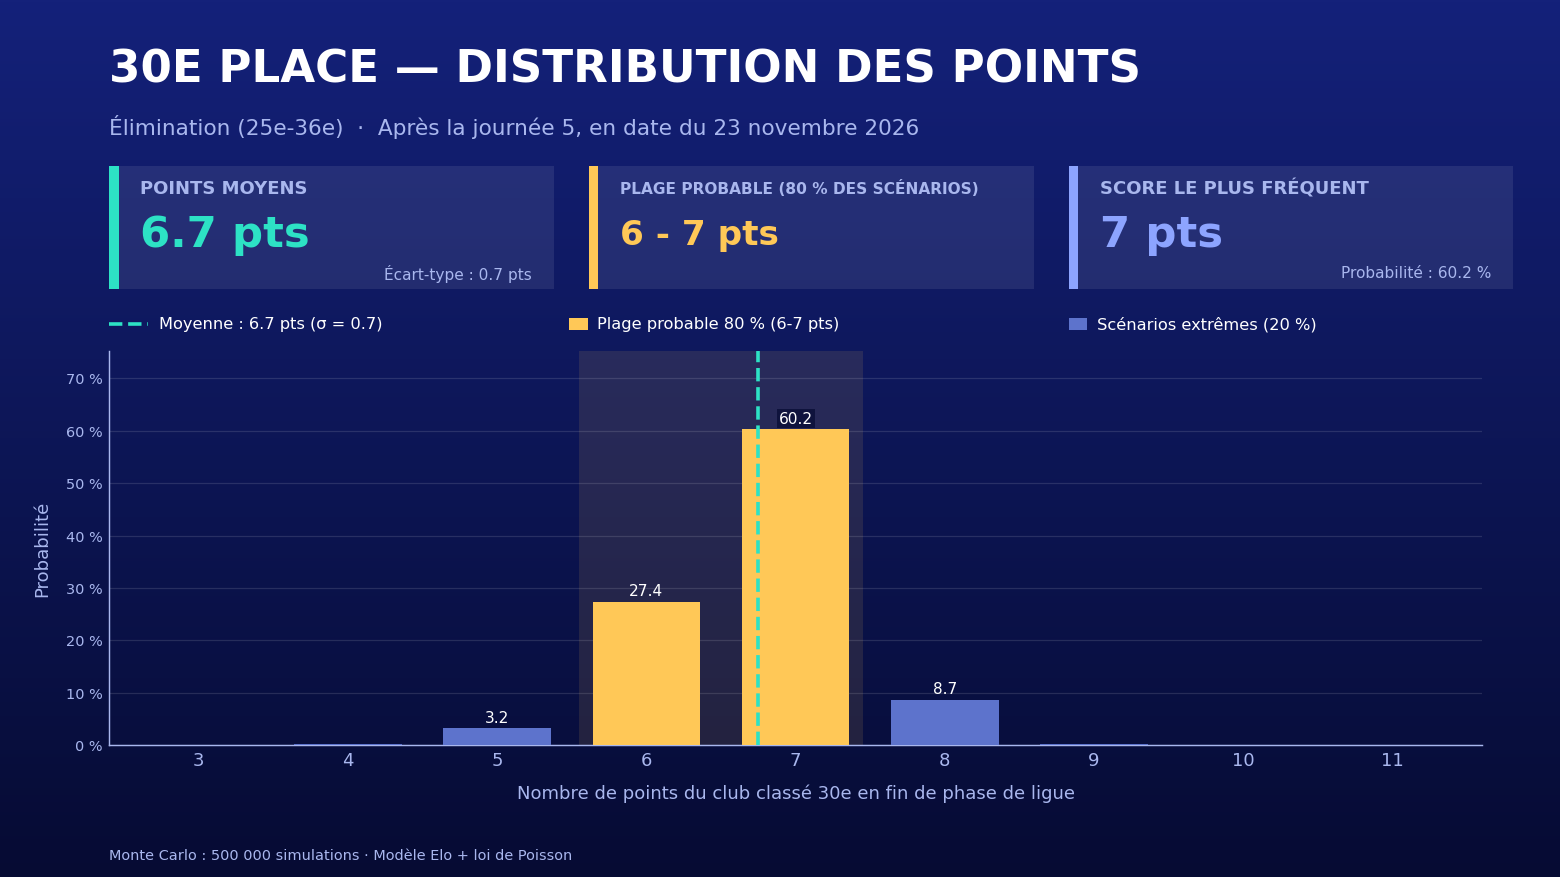 30E PLACE — DISTRIBUTION DES POINTS
Élimination (25e-36e) · Après la journée 5, en date du 23 novembre 2026
POINTS MOYENS
6.7 pts
Écart-type : 0.7 pts
PLAGE PROBABLE (80 % DES SCÉNARIOS)
6 - 7 pts
SCORE LE PLUS FRÉQUENT
7 pts
Probabilité : 60.2 %
Moyenne : 6.7 pts (σ = 0.7)
Plage probable 80 % (6-7 pts)
Scénarios extrêmes (20 %)
Probabilité
70 %
60 %
50 %
40 %
30 %
20 %
10 %
0 %
3.2
27.4
60.2
8.7
3 4 5 6 7 8 9 10 11
Nombre de points du club classé 30e en fin de phase de ligue
Monte Carlo : 500 000 simulations · Modèle Elo + loi de Poisson